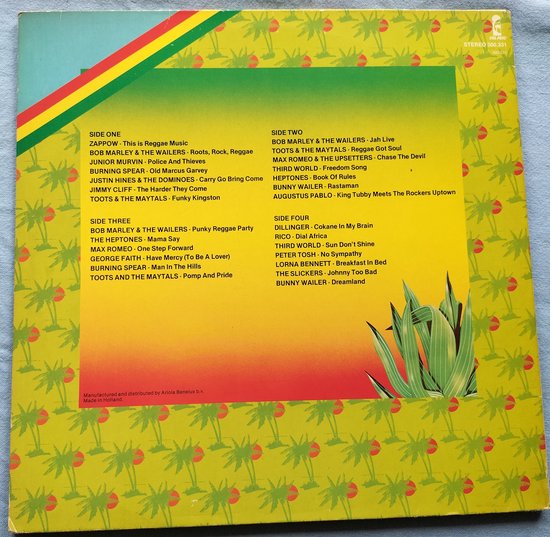 ISLAND
STEREO 500.331
SIDE ONE
ZAPPOW · This is Reggae Music
BOB MARLEY & THE WAILERS · Roots, Rock, Reggae
JUNIOR MURVIN · Police And Thieves
BURNING SPEAR · Old Marcus Garvey
JUSTIN HINES & THE DOMINOES · Carry Go Bring Come
JIMMY CLIFF · The Harder They Come
TOOTS & THE MAYTALS · Funky Kingston
SIDE TWO
BOB MARLEY & THE WAILERS · Jah Live
TOOTS & THE MAYTALS · Reggae Got Soul
MAX ROMEO & THE UPSETTERS · Chase The Devil
THIRD WORLD · Freedom Song
HEPTONES · Book Of Rules
BUNNY WAILER · Rastaman
AUGUSTUS PABLO · King Tubby Meets The Rockers Uptown
SIDE THREE
BOB MARLEY & THE WAILERS · Punky Reggae Party
THE HEPTONES · Mama Say
MAX ROMEO · One Step Forward
GEORGE FAITH · Have Mercy (To Be A Lover)
BURNING SPEAR · Man In The Hills
TOOTS AND THE MAYTALS · Pomp And Pride
SIDE FOUR
DILLINGER · Cokane In My Brain
RICO · Dial Africa
THIRD WORLD · Sun Don't Shine
PETER TOSH · No Sympathy
LORNA BENNETT · Breakfast In Bed
THE SLICKERS · Johnny Too Bad
BUNNY WAILER · Dreamland
Manufactured and distributed by Ariola Benelux b.v.
Made in Holland.